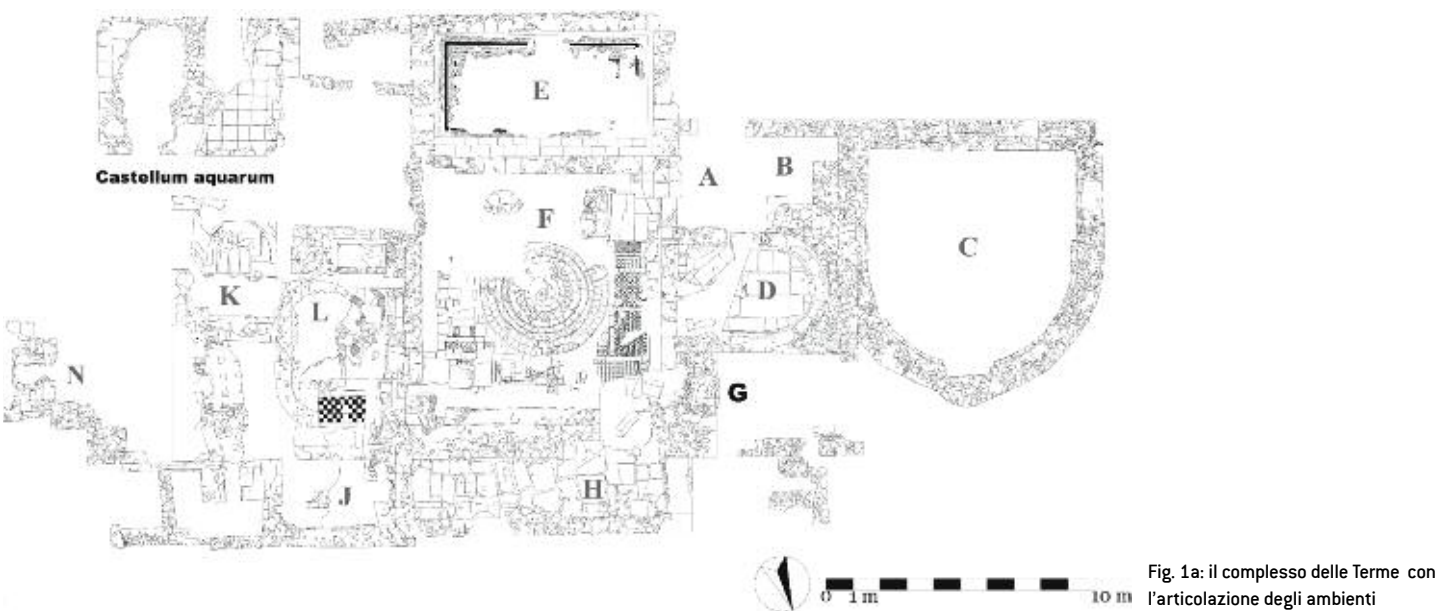 E
Castellum aquarum
A
B
F
C
K
L
D
N
G
J
H
0 1 m 10 m
Fig. 1a: il complesso delle Terme con
l'articolazione degli ambienti